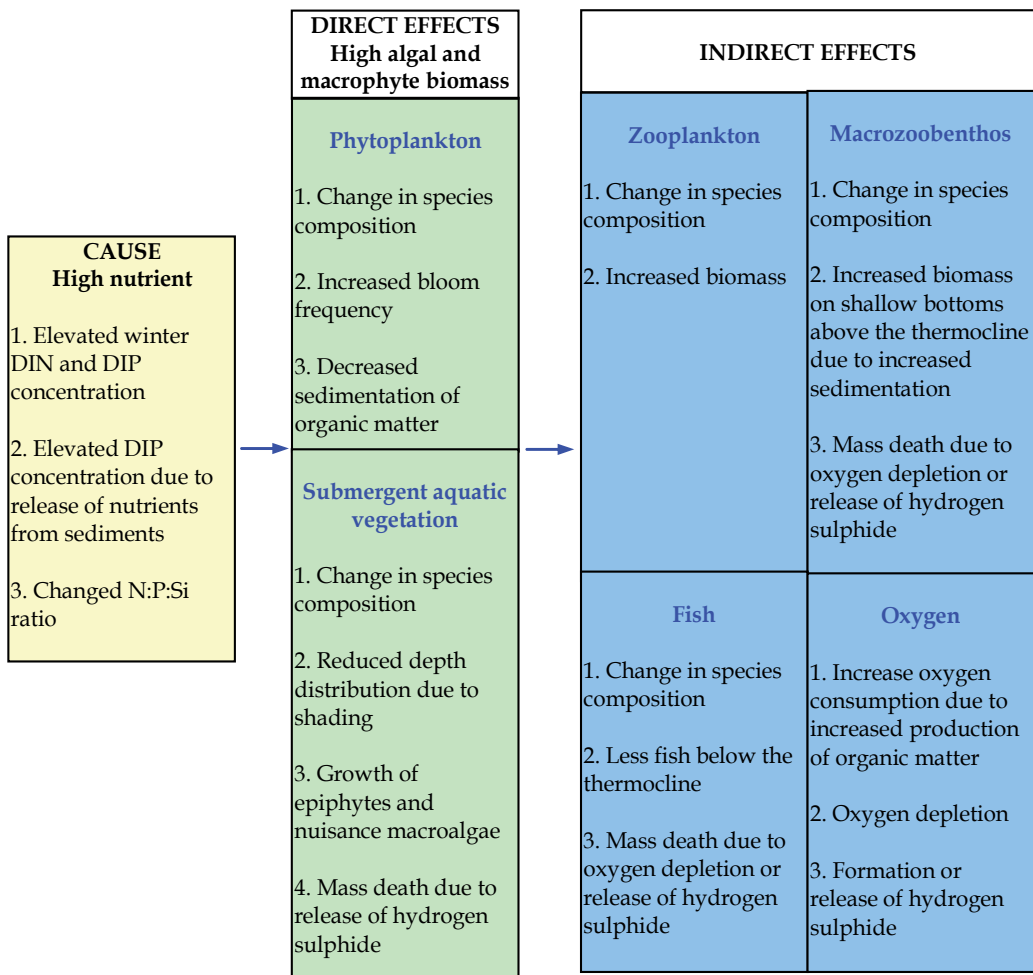 CAUSE
High nutrient
1. Elevated winter
DIN and DIP
concentration
2. Elevated DIP
concentration due to
release of nutrients
from sediments
3. Changed N:P:Si
ratio
DIRECT EFFECTS
High algal and
macrophyte biomass
Phytoplankton
1. Change in species
composition
2. Increased bloom
frequency
3. Decreased
sedimentation of
organic matter
Submergent aquatic
vegetation
1. Change in species
composition
2. Reduced depth
distribution due to
shading
3. Growth of
epiphytes and
nuisance macroalgae
4. Mass death due to
release of hydrogen
sulphide
INDIRECT EFFECTS
Zooplankton
1. Change in species
composition
2. Increased biomass
Macrozoobenthos
1. Change in species
composition
2. Increased biomass
on shallow bottoms
above the thermocline
due to increased
sedimentation
3. Mass death due to
oxygen depletion or
release of hydrogen
sulphide
Fish
1. Change in species
composition
2. Less fish below the
thermocline
3. Mass death due to
oxygen depletion or
release of hydrogen
sulphide
Oxygen
1. Increase oxygen
consumption due to
increased production
of organic matter
2. Oxygen depletion
3. Formation or
release of hydrogen
sulphide